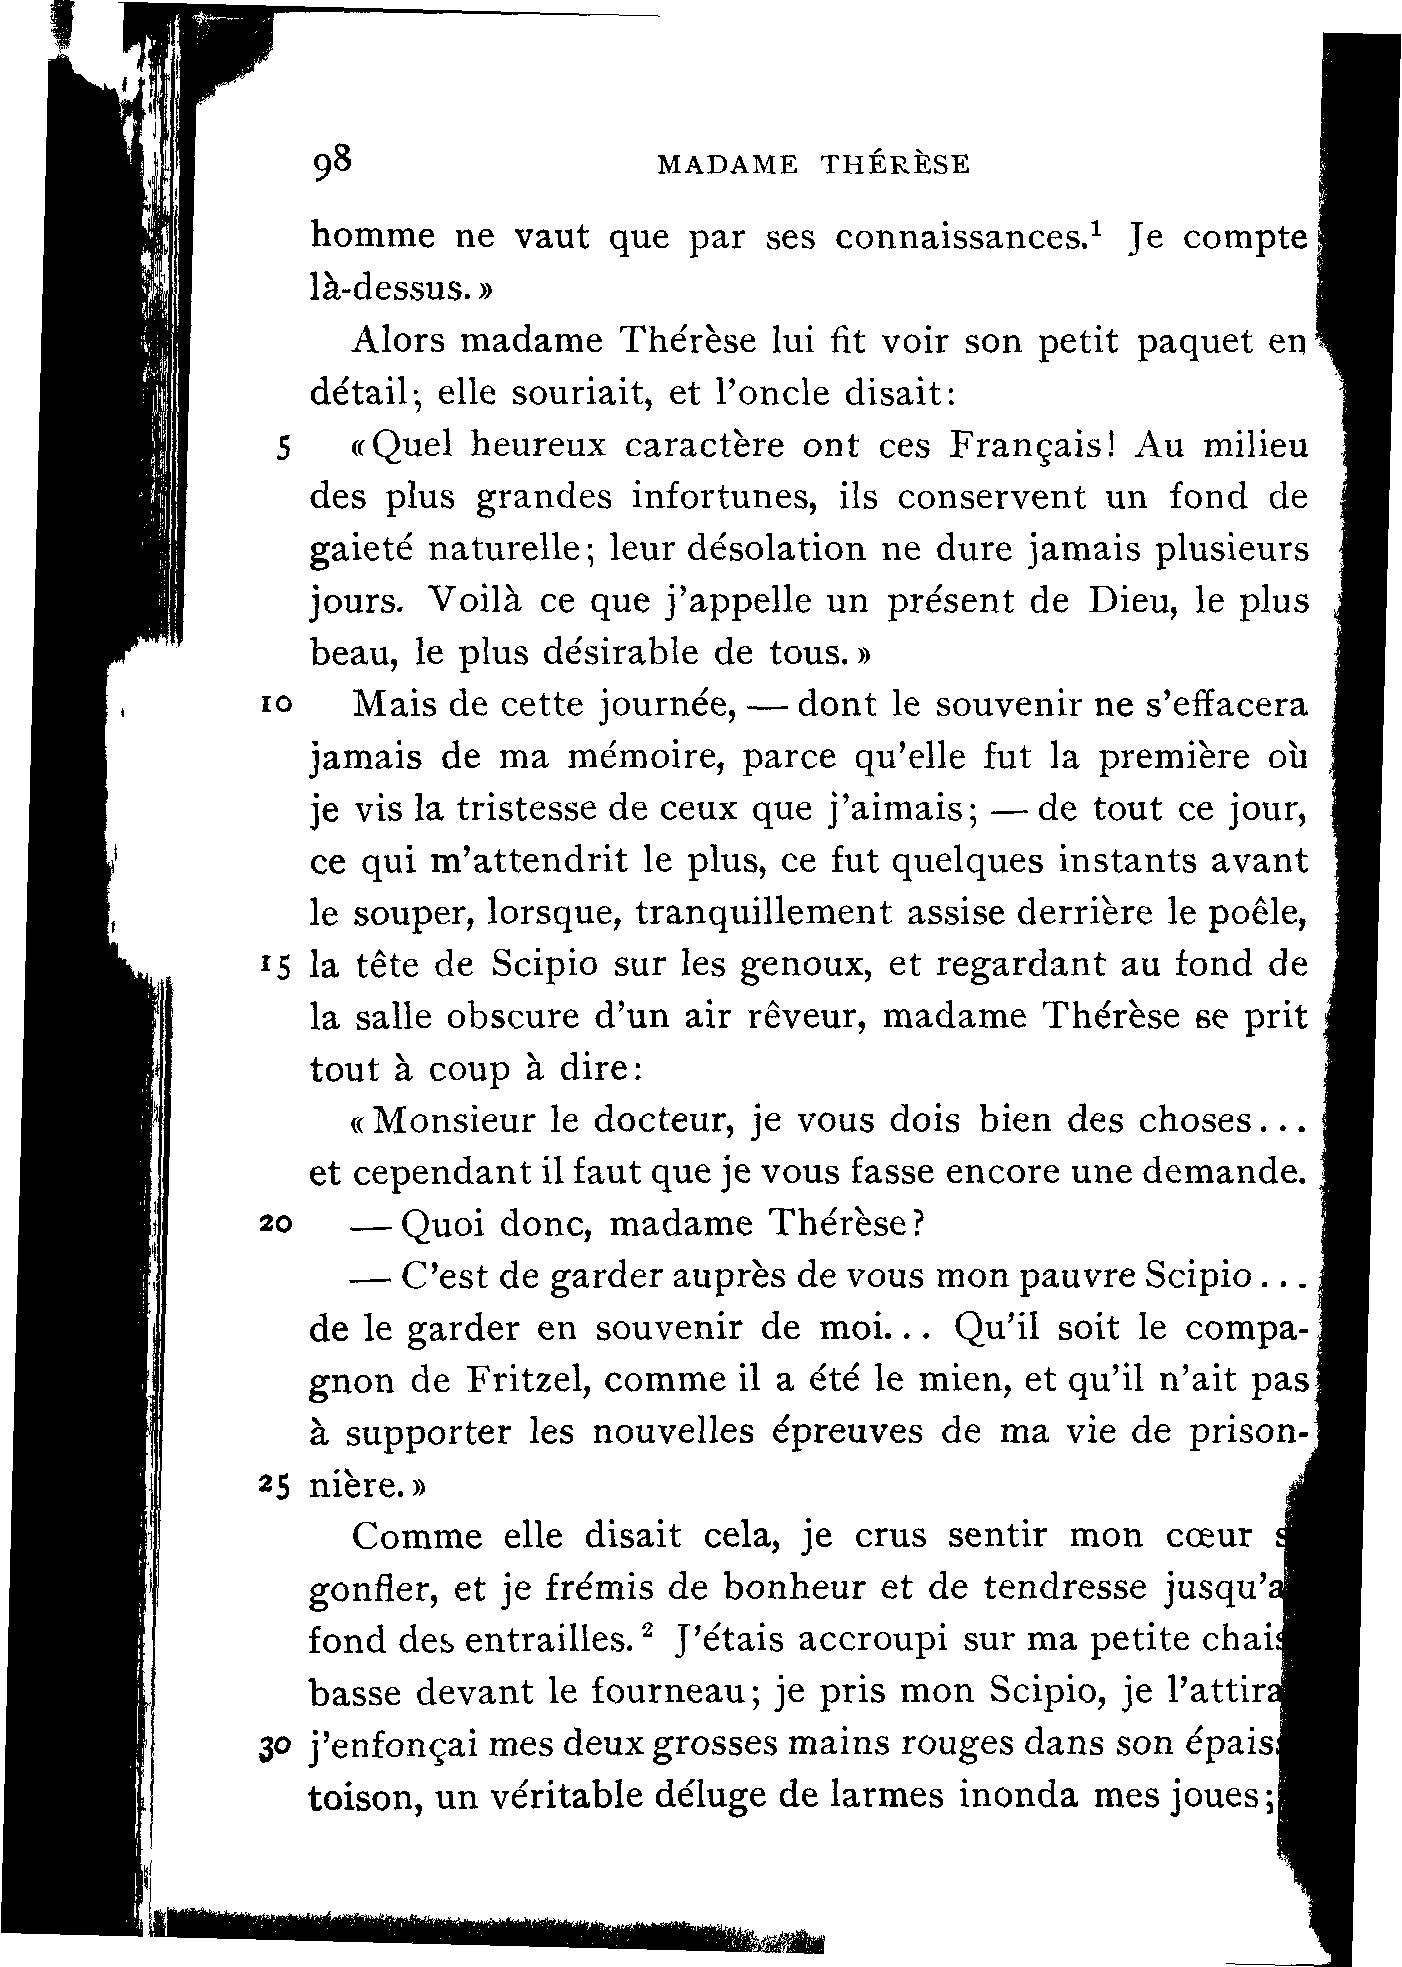 98 MADAME THÉRÈSE
homme ne vaut que par ses connaissances.¹ Je compte
là-dessus.»
Alors madame Thérèse lui fit voir son petit paquet en
détail; elle souriait, et l'oncle disait:
5 «Quel heureux caractère ont ces Français! Au milieu
des plus grandes infortunes, ils conservent un fond de
gaieté naturelle; leur désolation ne dure jamais plusieurs
jours. Voilà ce que j'appelle un présent de Dieu, le plus
beau, le plus désirable de tous.»
10 Mais de cette journée, — dont le souvenir ne s'effacera
jamais de ma mémoire, parce qu'elle fut la première où
je vis la tristesse de ceux que j'aimais; — de tout ce jour,
ce qui m'attendrit le plus, ce fut quelques instants avant
le souper, lorsque, tranquillement assise derrière le poêle,
15 la tête de Scipio sur les genoux, et regardant au fond de
la salle obscure d'un air rêveur, madame Thérèse se prit
tout à coup à dire:
«Monsieur le docteur, je vous dois bien des choses...
et cependant il faut que je vous fasse encore une demande.
20 — Quoi donc, madame Thérèse?
— C'est de garder auprès de vous mon pauvre Scipio...
de le garder en souvenir de moi... Qu'il soit le compa-
gnon de Fritzel, comme il a été le mien, et qu'il n'ait pas
à supporter les nouvelles épreuves de ma vie de prison-
25 nière.»
Comme elle disait cela, je crus sentir mon cœur
gonfler, et je frémis de bonheur et de tendresse
fond des entrailles.² J'étais accroupi sur ma petite
basse devant le fourneau; je pris mon Scipio, je
30 j'enfonçai mes deux grosses mains rouges dans son
toison, un véritable déluge de larmes inonda mes joues;